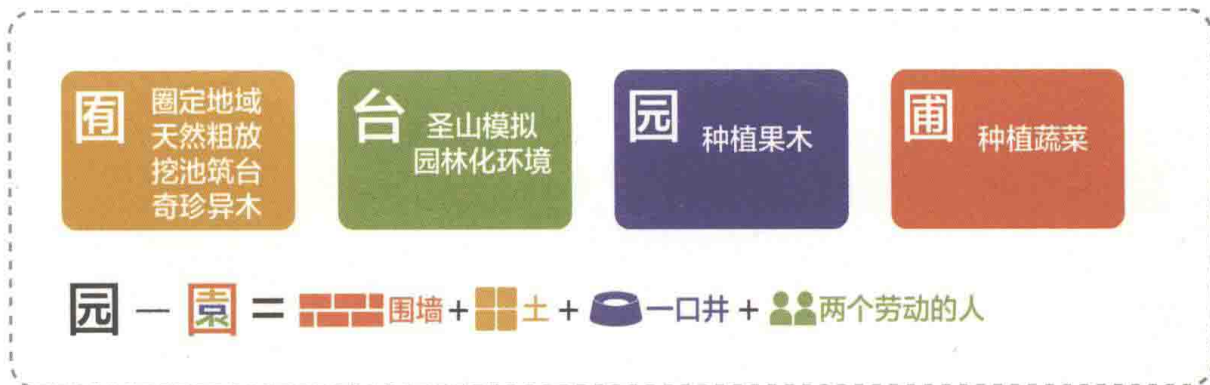 囿
圈定地域
天然粗放
挖池筑台
奇珍异木
台
圣山模拟
园林化环境
园
种植果木
圃
种植蔬菜
园 — 園 = 围墙 + 土 + 一口井 + 两个劳动的人